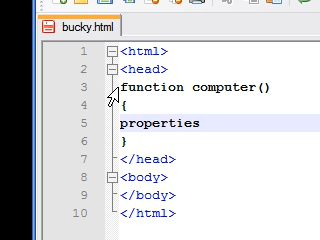 bucky.html
1 <html>
2 <head>
3 function computer()
4 {
5 properties
6 }
7 </head>
8 <body>
9 </body>
10 </html>